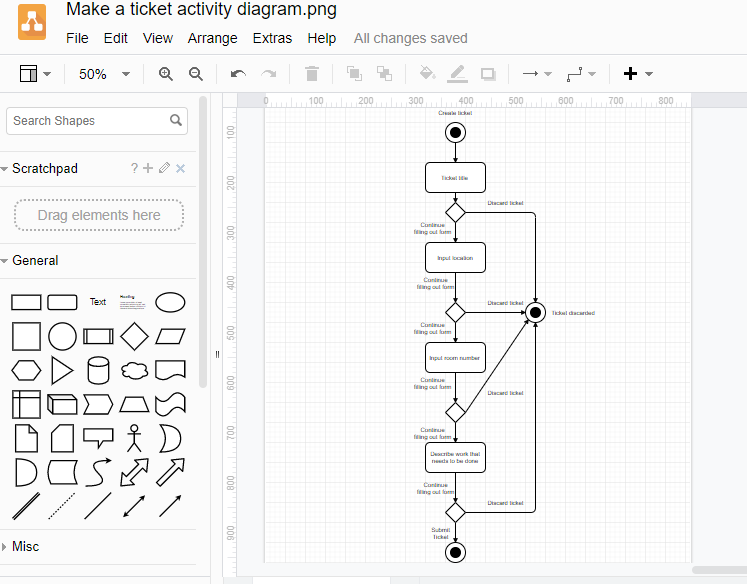 Make a ticket activity diagram.png
File Edit View Arrange Extras Help All changes saved
50%
Search Shapes
Scratchpad
?
Drag elements here
General
Text
Heading
Misc
0 100 200 300 400 500 600 700 800
100
200
300
400
500
600
700
800
900
Create ticket
Ticket title
Discard ticket
Continue
filling out form
Input location
Continue
filling out form
Discard ticket
Ticket discarded
Continue
filling out form
Input room number
Continue
filling out form
Discard ticket
Continue
filling out form
Describe work that
needs to be done
Continue
filling out form
Discard ticket
Submit
Ticket